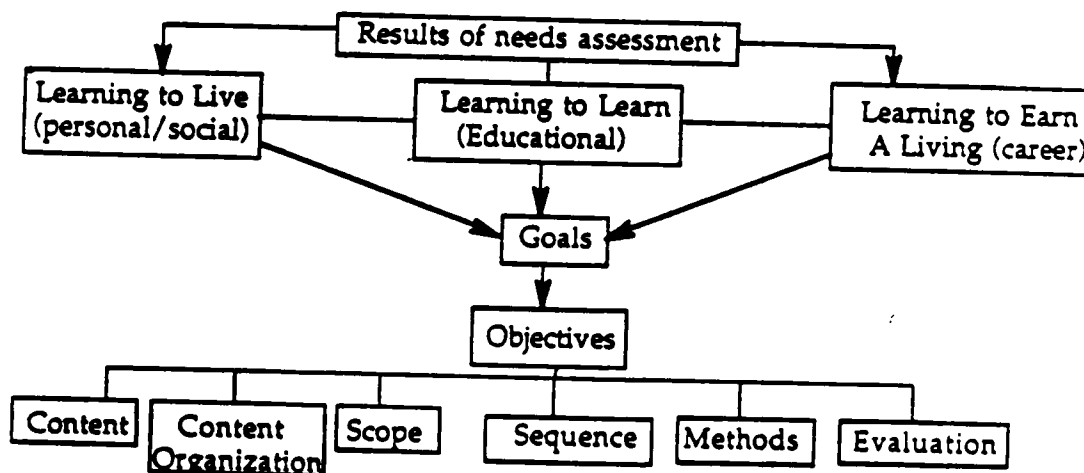 Results of needs assessment
Learning to Live
(personal/social)
Learning to Learn
(Educational)
Learning to Earn
A Living (career)
Goals
Objectives
Content
Content
Organization
Scope
Sequence
Methods
Evaluation